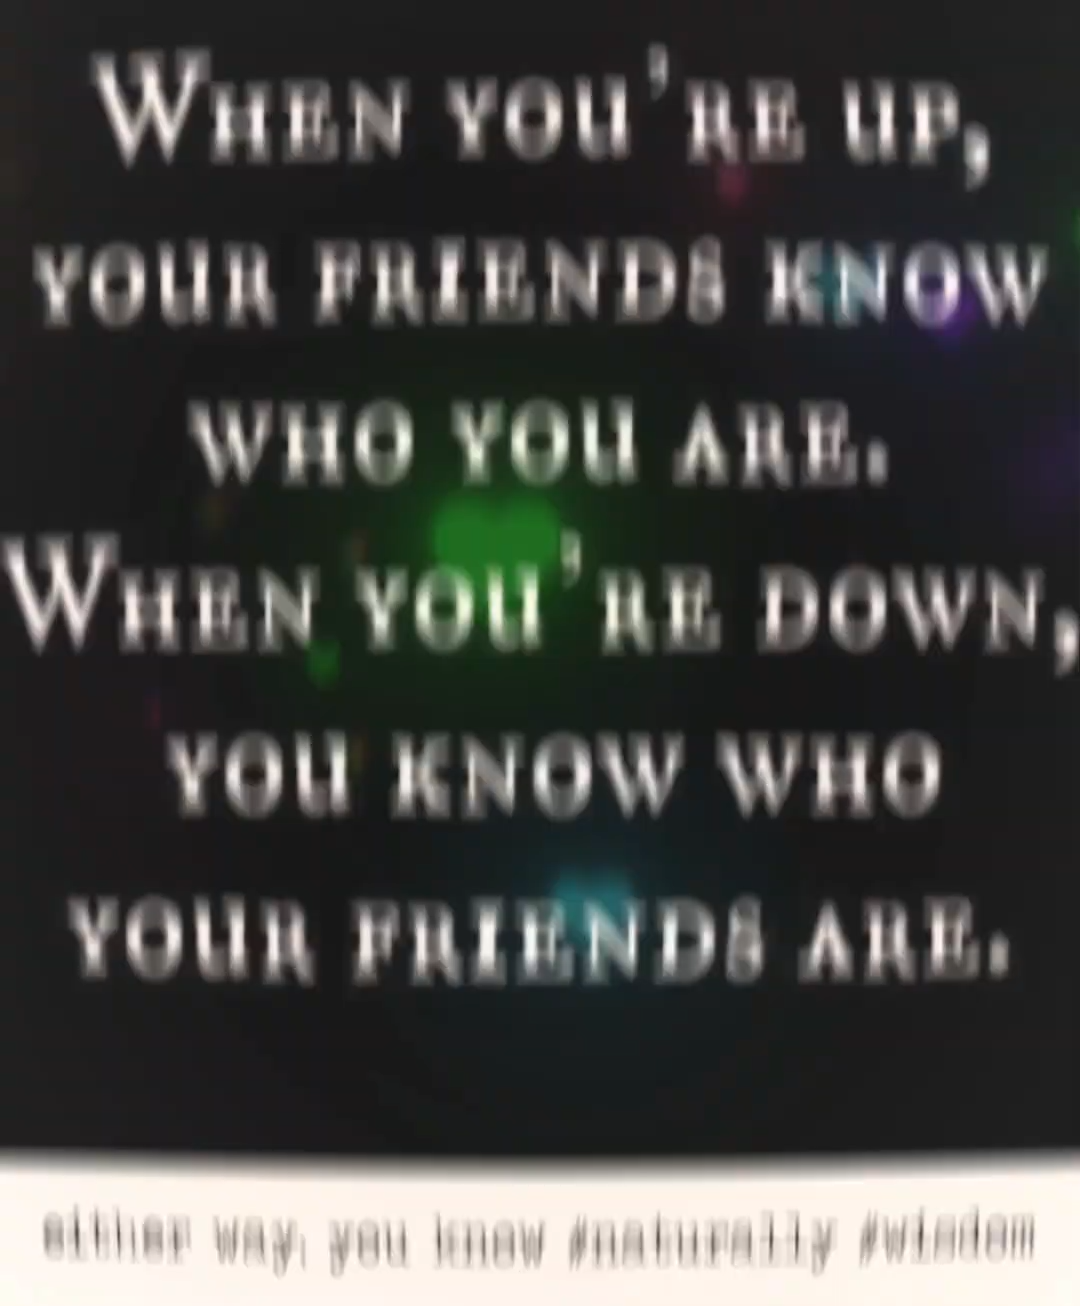 When you're up,
your friends know
who you are.
When you're down,
you know who
your friends are.
either way, you know #naturally #wisdom